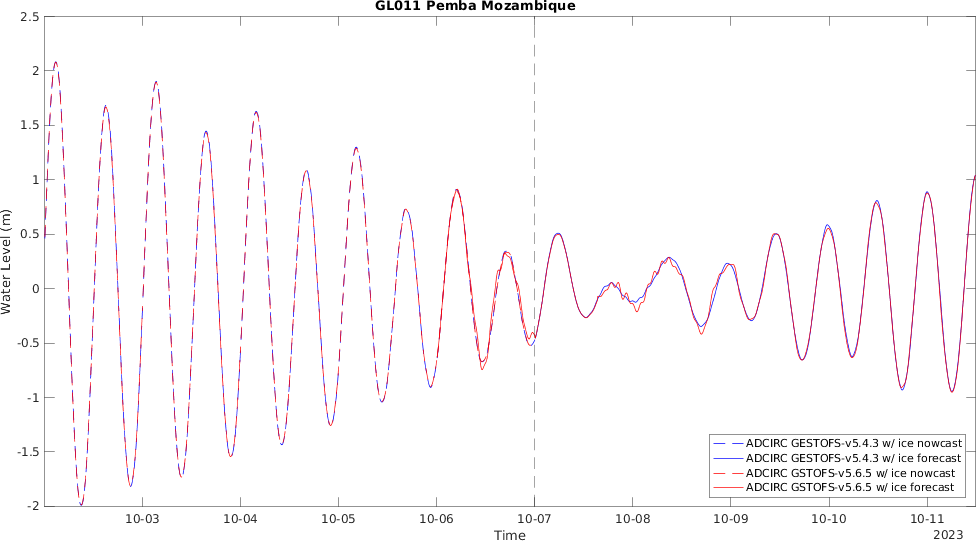 GL011 Pemba Mozambique
2.5
2
1.5
1
0.5
0
-0.5
-1
-1.5
-2
Water Level (m)
10-03 10-04 10-05 10-06 10-07 10-08 10-09 10-10 10-11
Time
2023
ADCIRC GESTOFS-v5.4.3 w/ ice nowcast
ADCIRC GESTOFS-v5.4.3 w/ ice forecast
ADCIRC GSTOFS-v5.6.5 w/ ice nowcast
ADCIRC GSTOFS-v5.6.5 w/ ice forecast